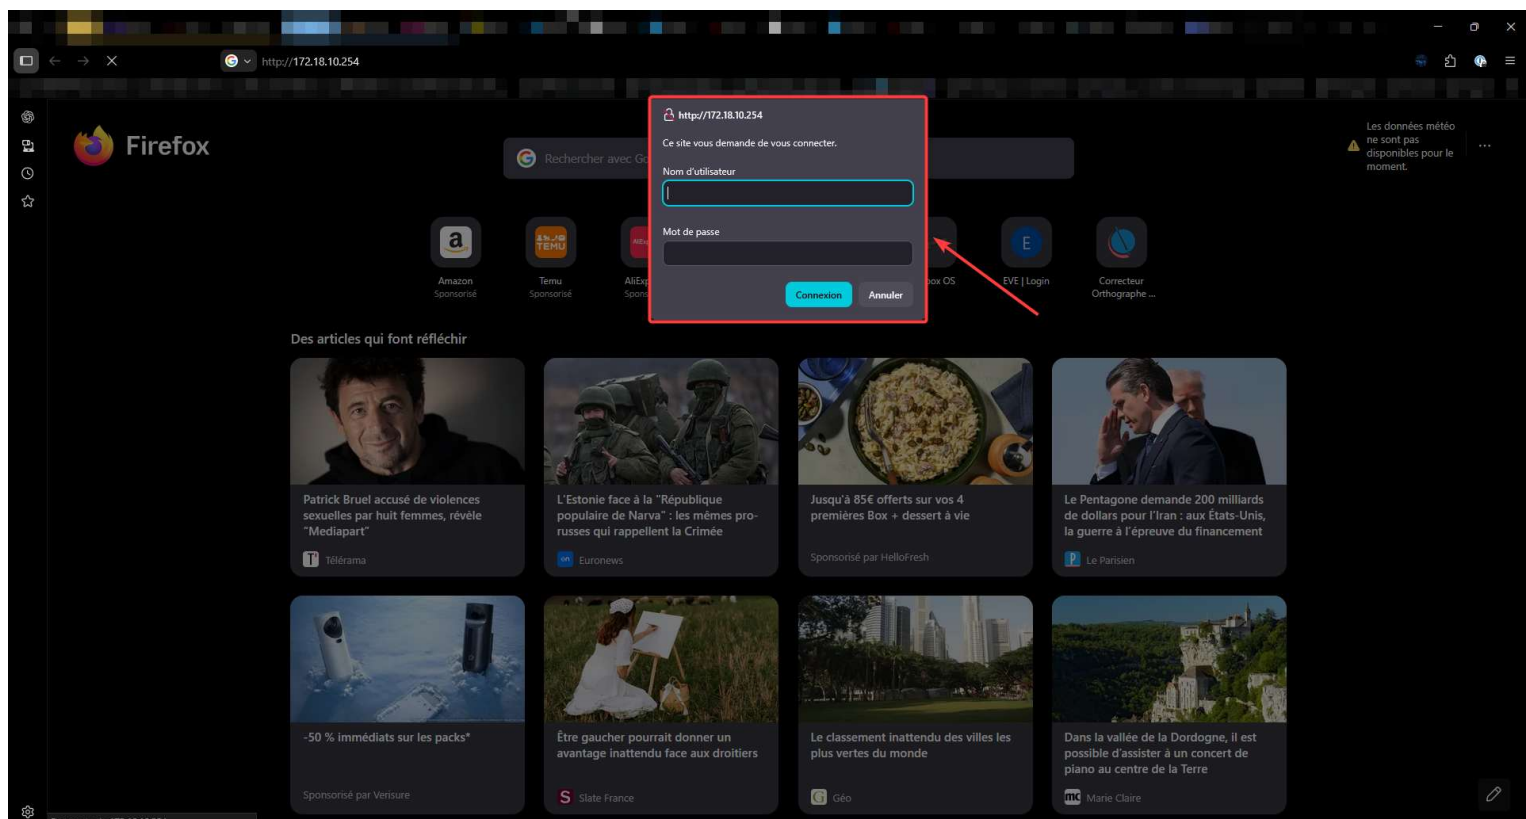 http://172.18.10.254
http://172.18.10.254
Ce site vous demande de vous connecter.
Nom d'utilisateur
Mot de passe
Connexion
Annuler
Firefox
Rechercher avec Go
Les données météo
ne sont pas
disponibles pour le
moment.
a
TEMU
E
Amazon
Sponsorisé
Temu
Sponsorisé
AliExp
Spons
box OS
EVE | Login
Correcteur
Orthographe ...
Des articles qui font réfléchir
Patrick Bruel accusé de violences
sexuelles par huit femmes, révèle
"Mediapart"
Télérama
L'Estonie face à la "République
populaire de Narva" : les mêmes pro-
russes qui rappellent la Crimée
Euronews
Jusqu'à 85€ offerts sur vos 4
premières Box + dessert à vie
Sponsorisé par HelloFresh
Le Pentagone demande 200 milliards
de dollars pour l'Iran : aux États-Unis,
la guerre à l'épreuve du financement
Le Parisien
-50 % immédiats sur les packs*
Sponsorisé par Verisure
Être gaucher pourrait donner un
avantage inattendu face aux droitiers
Slate France
Le classement inattendu des villes les
plus vertes du monde
Géo
Dans la vallée de la Dordogne, il est
possible d'assister à un concert de
piano au centre de la Terre
Marie Claire